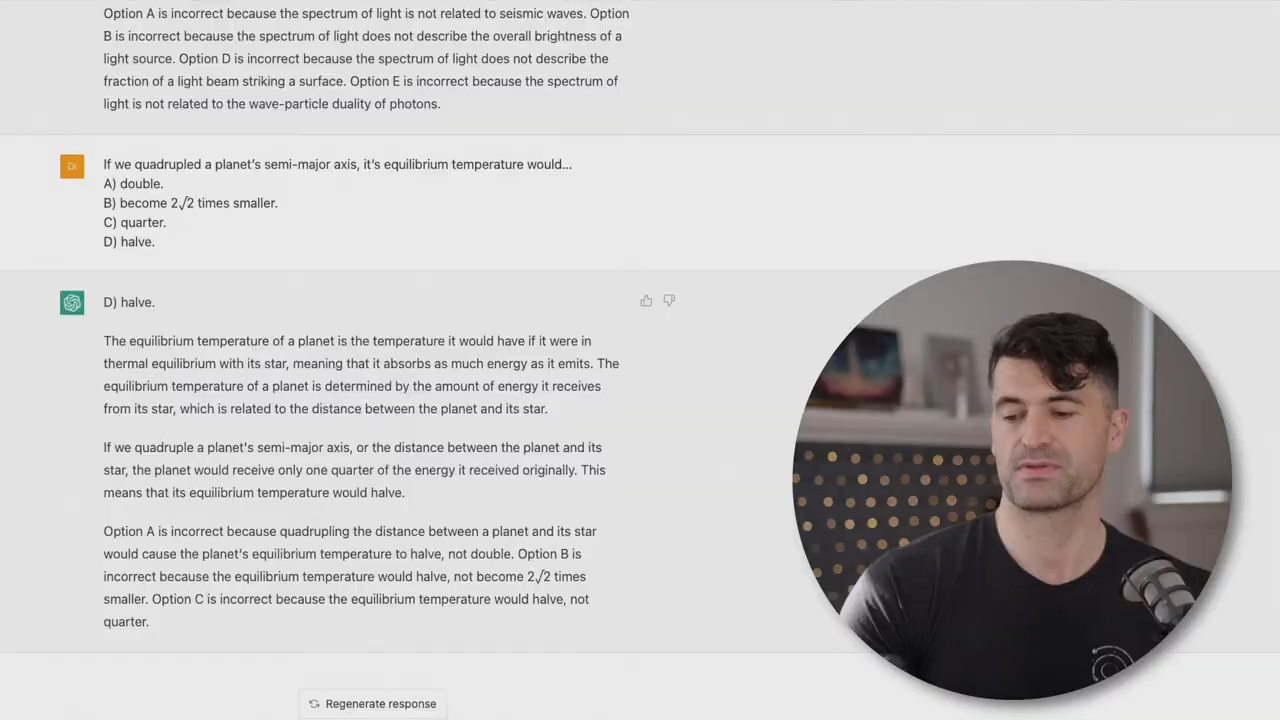 Option A is incorrect because the spectrum of light is not related to seismic waves. Option
B is incorrect because the spectrum of light does not describe the overall brightness of a
light source. Option D is incorrect because the spectrum of light does not describe the
fraction of a light beam striking a surface. Option E is incorrect because the spectrum of
light is not related to the wave-particle duality of photons.
DI
If we quadrupled a planet's semi-major axis, it's equilibrium temperature would...
A) double.
B) become 2√2 times smaller.
C) quarter.
D) halve.
D) halve.
The equilibrium temperature of a planet is the temperature it would have if it were in
thermal equilibrium with its star, meaning that it absorbs as much energy as it emits. The
equilibrium temperature of a planet is determined by the amount of energy it receives
from its star, which is related to the distance between the planet and its star.
If we quadruple a planet's semi-major axis, or the distance between the planet and its
star, the planet would receive only one quarter of the energy it received originally. This
means that its equilibrium temperature would halve.
Option A is incorrect because quadrupling the distance between a planet and its star
would cause the planet's equilibrium temperature to halve, not double. Option B is
incorrect because the equilibrium temperature would halve, not become 2√2 times
smaller. Option C is incorrect because the equilibrium temperature would halve, not
quarter.
Regenerate response